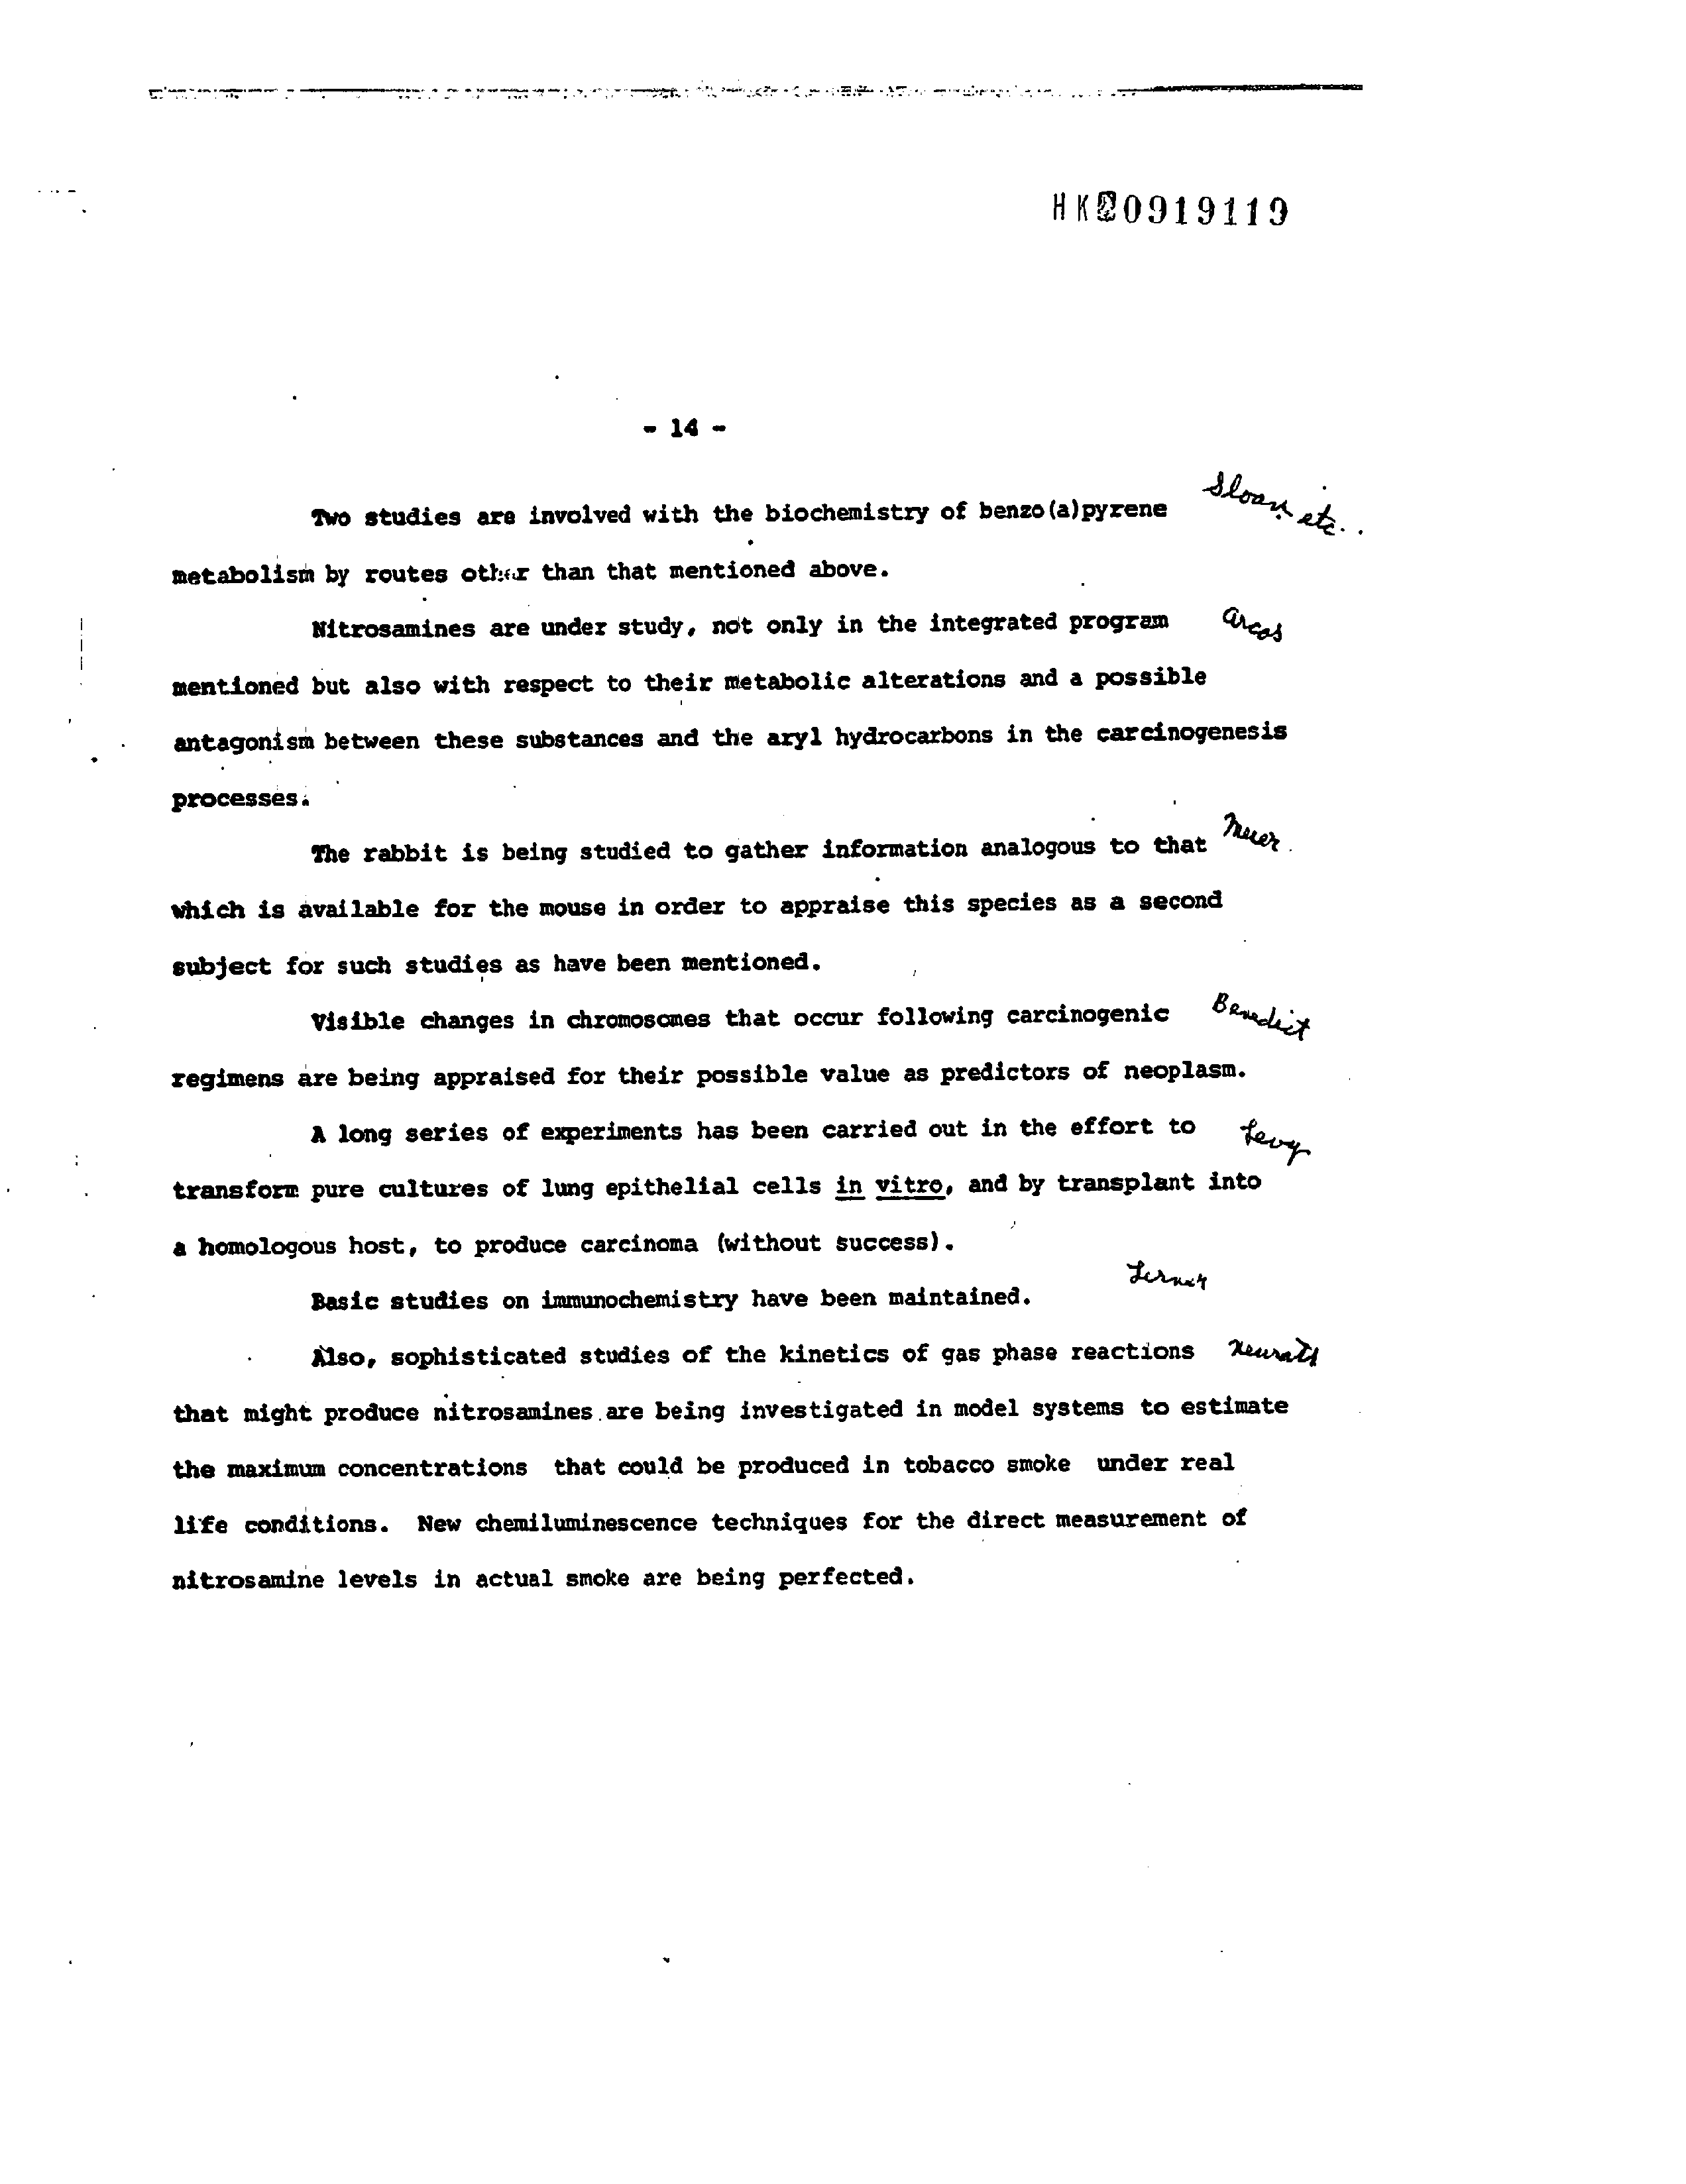 HK0919119
- 14 -
Two studies are involved with the biochemistry of benzo(a)pyrene Sloan etc.
metabolism by routes other than that mentioned above.
Nitrosamines are under study, not only in the integrated program Arcos
mentioned but also with respect to their metabolic alterations and a possible
antagonism between these substances and the aryl hydrocarbons in the carcinogenesis
processes.
The rabbit is being studied to gather information analogous to that
which is available for the mouse in order to appraise this species as a second
subject for such studies as have been mentioned.
Visible changes in chromosomes that occur following carcinogenic Benedict
regimens are being appraised for their possible value as predictors of neoplasm.
A long series of experiments has been carried out in the effort to Levy
transform pure cultures of lung epithelial cells in vitro, and by transplant into
a homologous host, to produce carcinoma (without success).
Basic studies on immunochemistry have been maintained.
Also, sophisticated studies of the kinetics of gas phase reactions Neurath
that might produce nitrosamines are being investigated in model systems to estimate
the maximum concentrations that could be produced in tobacco smoke under real
life conditions. New chemiluminescence techniques for the direct measurement of
nitrosamine levels in actual smoke are being perfected.